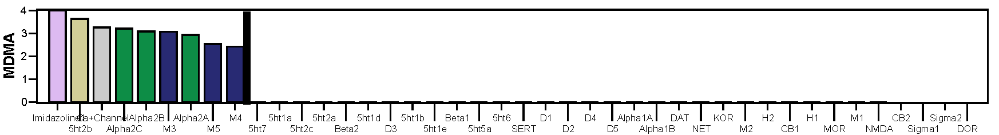 MDMA
4
3
2
1
0
Imidazoline1 Ca+Channel Alpha2B Alpha2A M4 5ht1a 5ht2a 5ht1d 5ht1b Beta1 5ht6 D1 D4 Alpha1A DAT KOR H2 H1 M1 CB2 Sigma2
5ht2b Alpha2C M3 M5 5ht7 5ht2c Beta2 D3 5ht1e 5ht5a SERT D2 D5 Alpha1B NET M2 CB1 MOR NMDA Sigma1 DOR